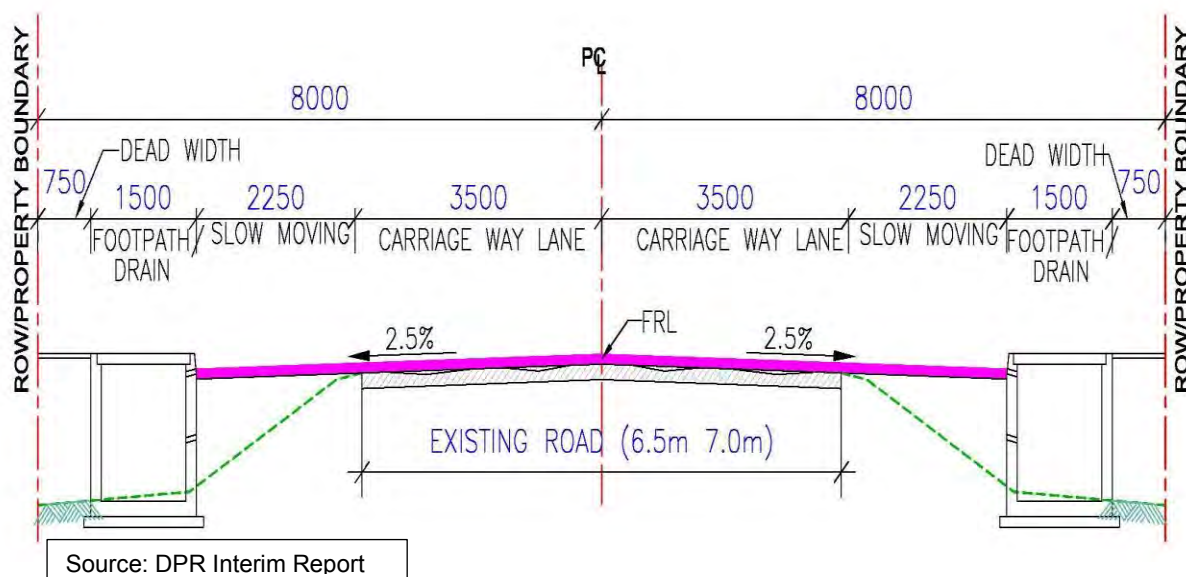 ROW/PROPERTY BOUNDARY
ROW/PROPERTY BOUNDARY
P℄
8000
8000
DEAD WIDTH
DEAD WIDTH
750
1500
2250
3500
3500
2250
1500
750
FOOTPATH
DRAIN
SLOW MOVING
CARRIAGE WAY LANE
CARRIAGE WAY LANE
SLOW MOVING
FOOTPATH
DRAIN
FRL
2.5%
2.5%
EXISTING ROAD (6.5m 7.0m)
Source: DPR Interim Report